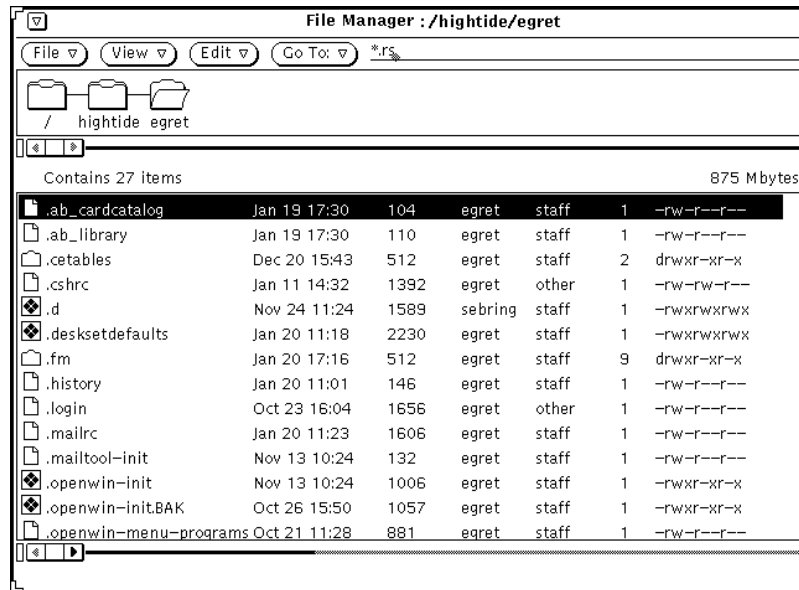 File Manager : /hightide/egret
File View Edit Go To: *.rs
/ hightide egret
Contains 27 items 875 Mbytes
.ab_cardcatalog Jan 19 17:30 104 egret staff 1 -rw-r--r--
.ab_library Jan 19 17:30 110 egret staff 1 -rw-r--r--
.cetables Dec 20 15:43 512 egret staff 2 drwxr-xr-x
.cshrc Jan 11 14:32 1392 egret other 1 -rw-rw-r--
.d Nov 24 11:24 1589 sebring staff 1 -rwxrwxrwx
.desksetdefaults Jan 20 11:18 2230 egret staff 1 -rwxrwxrwx
.fm Jan 20 17:16 512 egret staff 9 drwxr-xr-x
.history Jan 20 11:01 146 egret staff 1 -rw-r--r--
.login Oct 23 16:04 1656 egret other 1 -rw-r--r--
.mailrc Jan 20 11:23 1606 egret staff 1 -rw-r--r--
.mailtool-init Nov 13 10:24 132 egret staff 1 -rw-r--r--
.openwin-init Nov 13 10:24 1006 egret staff 1 -rwxr-xr-x
.openwin-init.BAK Oct 26 15:50 1057 egret staff 1 -rwxr-xr-x
.openwin-menu-programs Oct 21 11:28 881 egret staff 1 -rw-r--r--